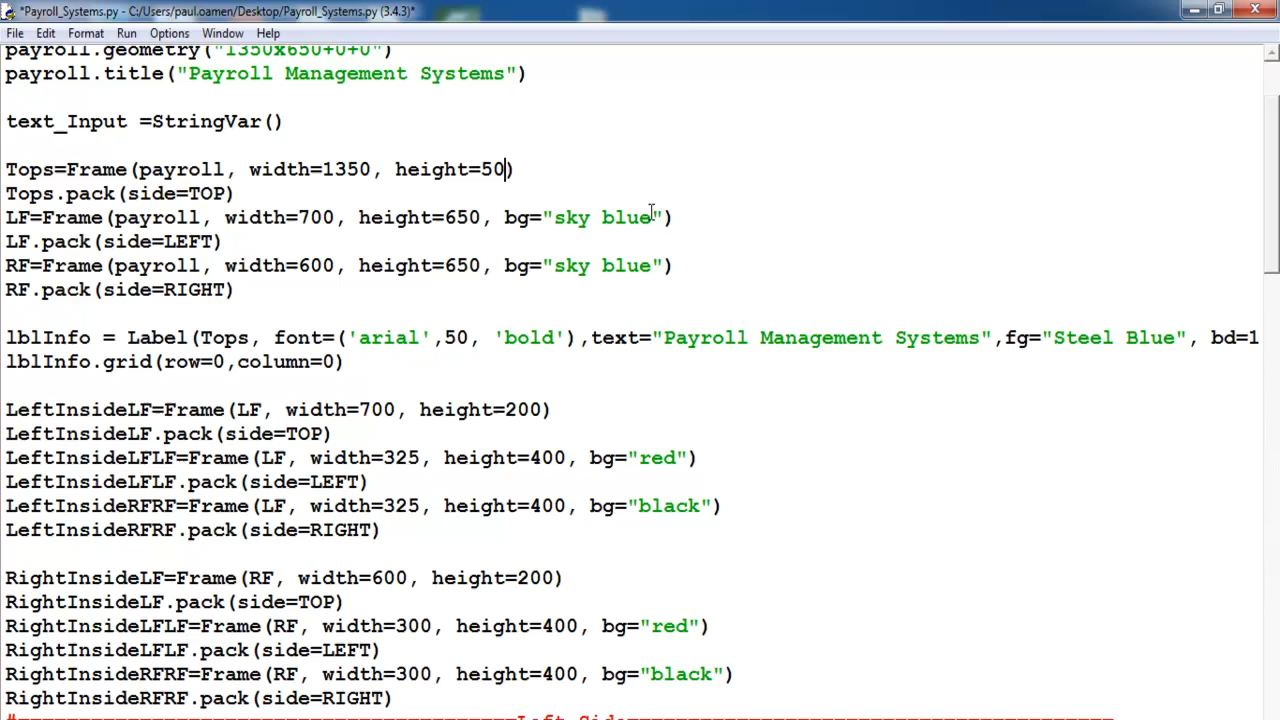 *Payroll_Systems.py - C:/Users/paul.oamen/Desktop/Payroll_Systems.py (3.4.3)*
File Edit Format Run Options Window Help
payroll.geometry("1350x650+0+0")
payroll.title("Payroll Management Systems")
text_Input =StringVar()
Tops=Frame(payroll, width=1350, height=50)
Tops.pack(side=TOP)
LF=Frame(payroll, width=700, height=650, bg="sky blue")
LF.pack(side=LEFT)
RF=Frame(payroll, width=600, height=650, bg="sky blue")
RF.pack(side=RIGHT)
lblInfo = Label(Tops, font=('arial',50, 'bold'),text="Payroll Management Systems",fg="Steel Blue", bd=1
lblInfo.grid(row=0,column=0)
LeftInsideLF=Frame(LF, width=700, height=200)
LeftInsideLF.pack(side=TOP)
LeftInsideLFLF=Frame(LF, width=325, height=400, bg="red")
LeftInsideLFLF.pack(side=LEFT)
LeftInsideRFRF=Frame(LF, width=325, height=400, bg="black")
LeftInsideRFRF.pack(side=RIGHT)
RightInsideLF=Frame(RF, width=600, height=200)
RightInsideLF.pack(side=TOP)
RightInsideLFLF=Frame(RF, width=300, height=400, bg="red")
RightInsideLFLF.pack(side=LEFT)
RightInsideRFRF=Frame(RF, width=300, height=400, bg="black")
RightInsideRFRF.pack(side=RIGHT)